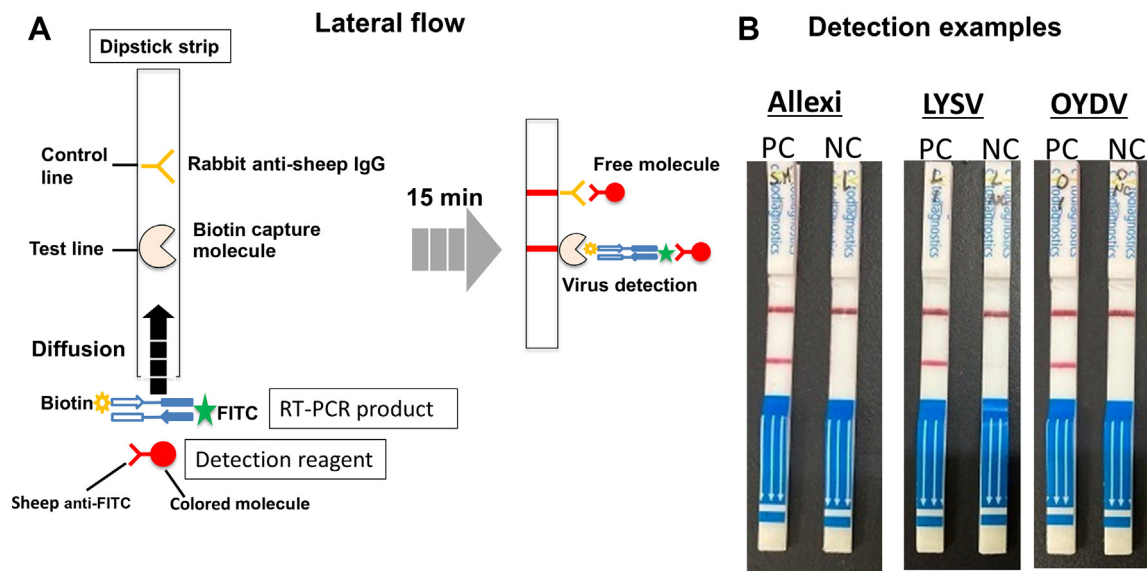 A
Lateral flow
Dipstick strip
Control
line
Rabbit anti-sheep IgG
Test line
Biotin capture
molecule
Diffusion
Biotin
FITC
RT-PCR product
Detection reagent
Sheep anti-FITC
Colored molecule
15 min
Free molecule
Virus detection
B
Detection examples
Allexi
LYSV
OYDV
PC
NC
PC
NC
PC
NC
L
L
NC
O
NC